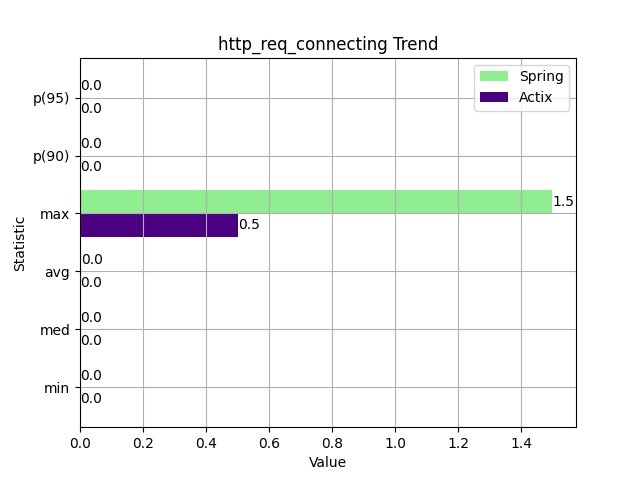 http_req_connecting Trend
Spring
Actix
Statistic
p(95)
0.0
0.0
p(90)
0.0
0.0
max
1.5
0.5
avg
0.0
0.0
med
0.0
0.0
min
0.0
0.0
0.0 0.2 0.4 0.6 0.8 1.0 1.2 1.4
Value